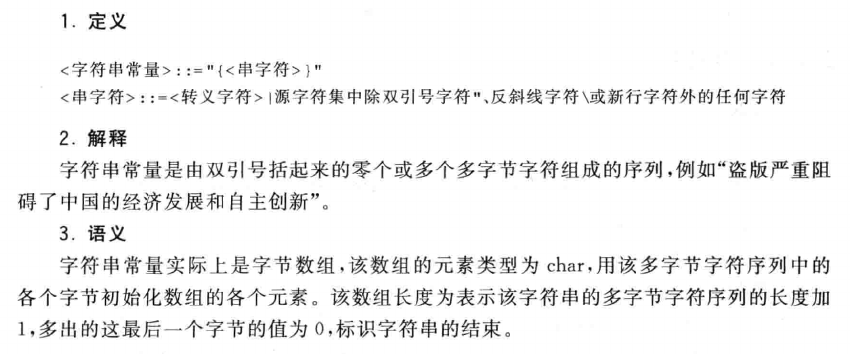 1. 定义
<字符串常量>::="{<串字符>}"
<串字符>::=<转义字符>|源字符集中除双引号字符"、反斜线字符\或新行字符外的任何字符
2. 解释
字符串常量是由双引号括起来的零个或多个多字节字符组成的序列,例如“盗版严重阻
碍了中国的经济发展和自主创新”。
3. 语义
字符串常量实际上是字节数组,该数组的元素类型为 char,用该多字节字符序列中的
各个字节初始化数组的各个元素。该数组长度为表示该字符串的多字节字符序列的长度加
1,多出的这最后一个字节的值为 0,标识字符串的结束。